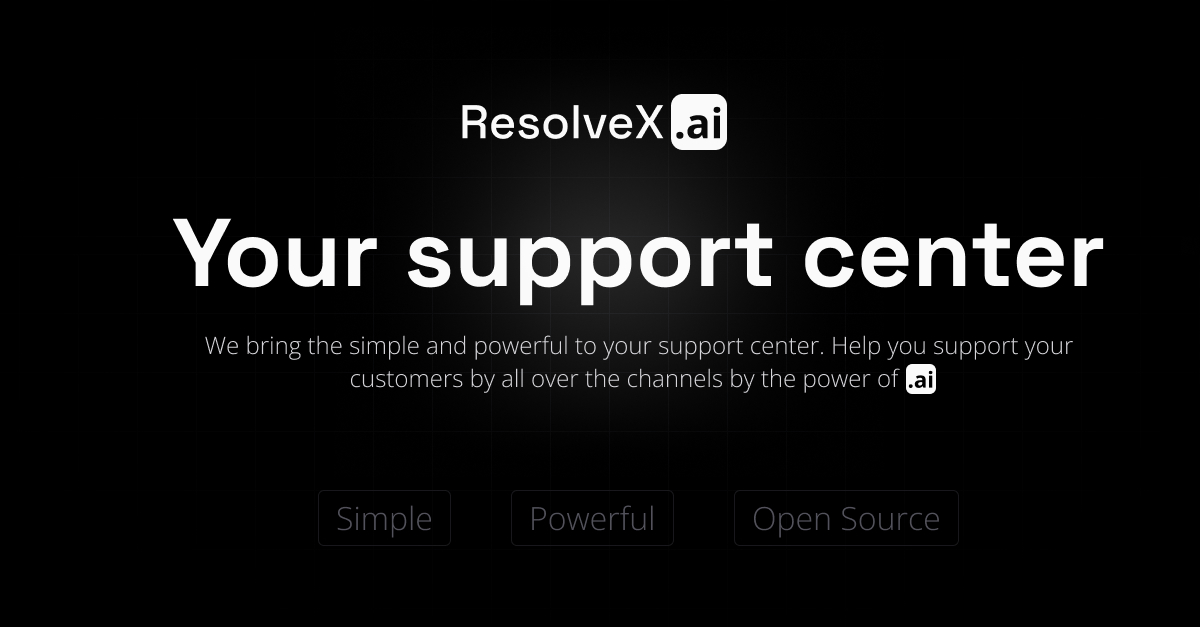 ResolveX .ai
Your support center
We bring the simple and powerful to your support center. Help you support your
customers by all over the channels by the power of .ai
Simple Powerful Open Source